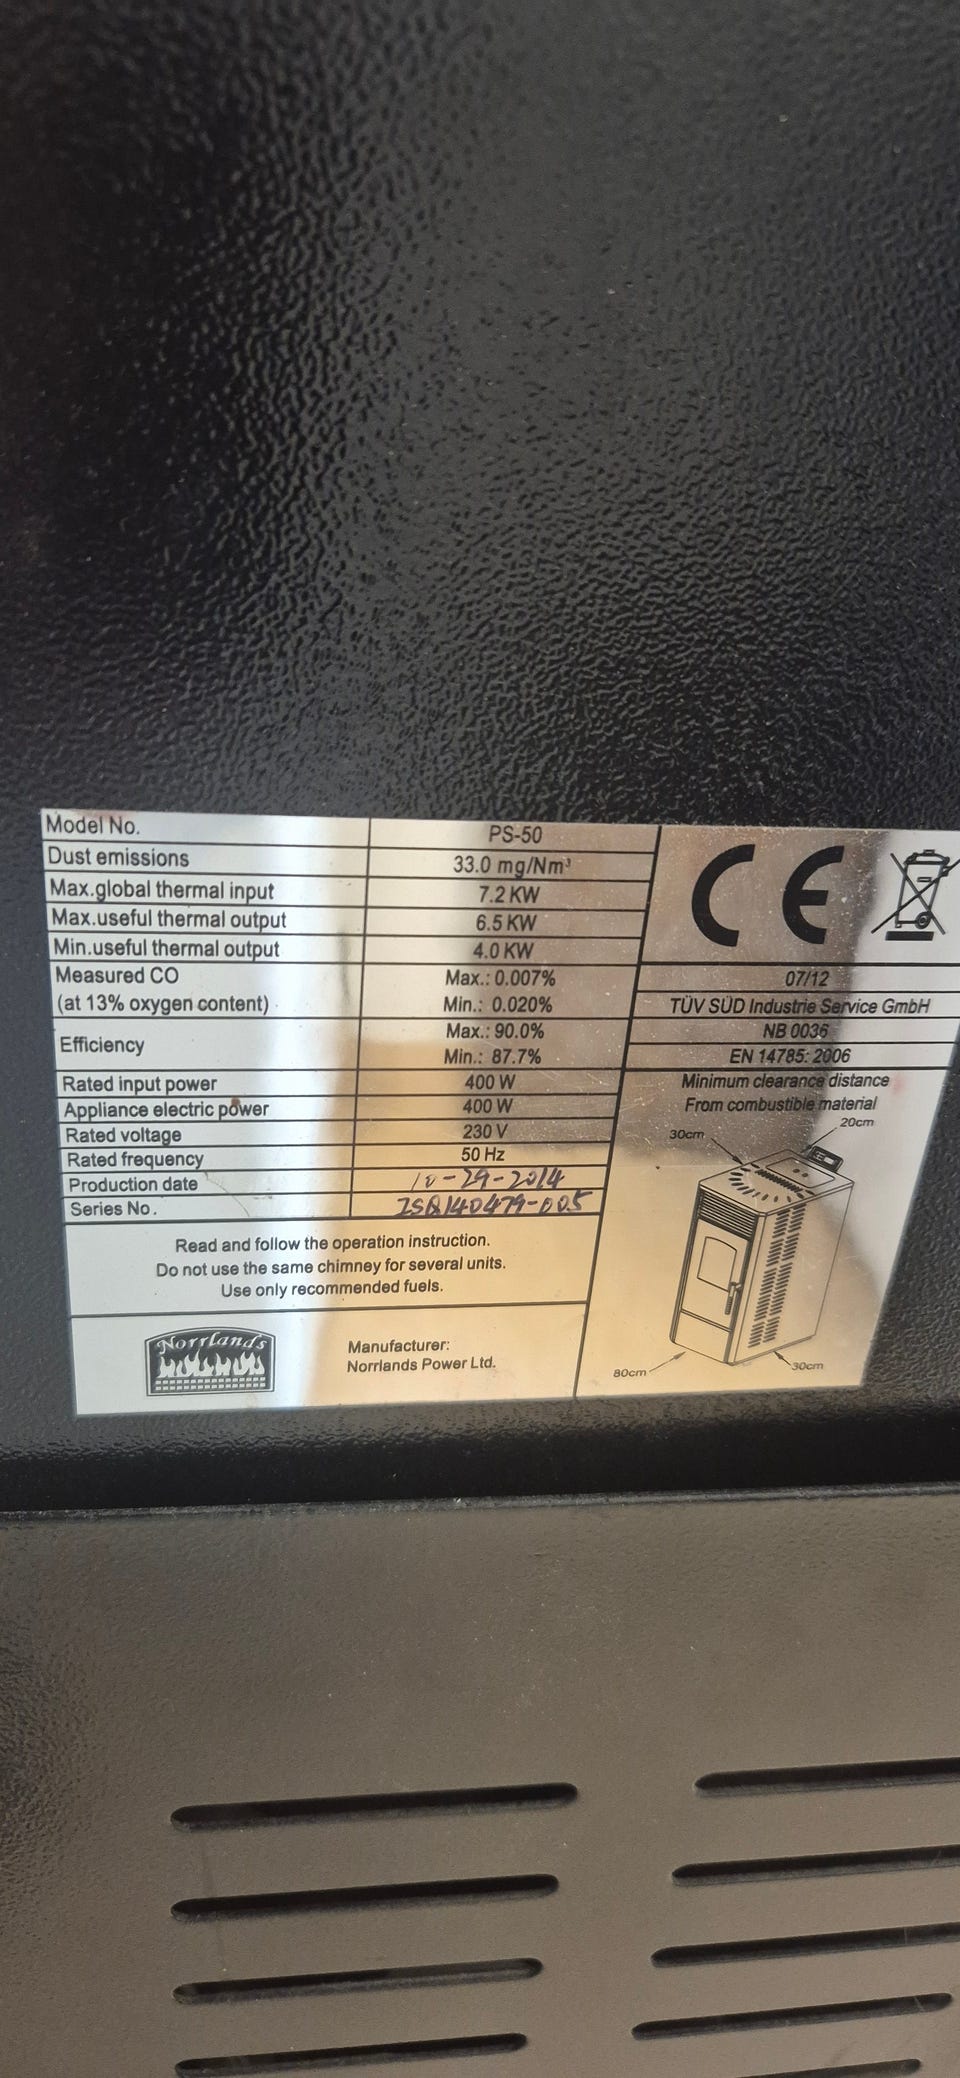 Model No. PS-50
Dust emissions 33.0 mg/Nm³
Max.global thermal input 7.2 KW
Max.useful thermal output 6.5 KW
Min.useful thermal output 4.0 KW
Measured CO Max.: 0.007%
(at 13% oxygen content) Min.: 0.020%
Efficiency Max.: 90.0%
Min.: 87.7%
Rated input power 400 W
Appliance electric power 400 W
Rated voltage 230 V
Rated frequency 50 Hz
Production date 10-29-2014
Series No. ZSQ140479-005
Read and follow the operation instruction.
Do not use the same chimney for several units.
Use only recommended fuels.
Norrlands
Manufacturer:
Norrlands Power Ltd.
CE
07/12
TÜV SÜD Industrie Service GmbH
NB 0036
EN 14785: 2006
Minimum clearance distance
From combustible material
20cm
30cm
80cm
30cm